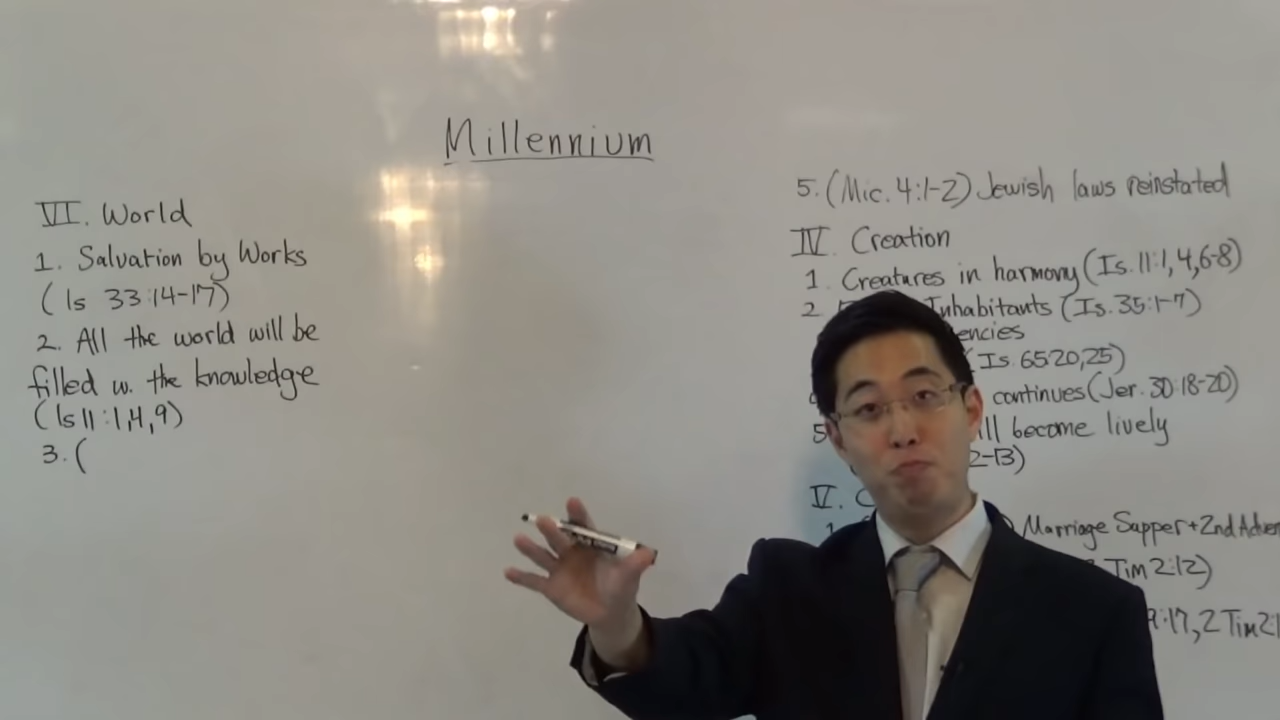 Millennium
VI. World
1. Salvation by Works
(Is 33:14-17)
2. All the world will be
filled w. the knowledge
(Is 11:1,4,9)
3. (
5. (Mic. 4:1-2) Jewish laws reinstated
IV. Creation
1. Creatures in harmony (Is. 11:1,4,6-8)
2. Inhabitants (Is. 35:1-7)
encies
(Is. 65:20,25)
continues (Jer. 30:18-20)
5 ll become lively
2-13)
V. C
1. Marriage Supper + 2nd Adven
Tim 2:12)
9:17, 2 Tim 2:1